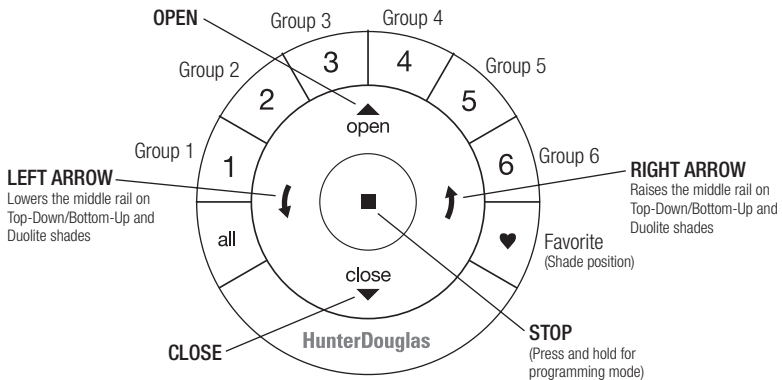 OPEN
Group 3
Group 4
Group 2
Group 5
3
4
2
5
open
Group 1
1
6
Group 6
LEFT ARROW
Lowers the middle rail on
Top-Down/Bottom-Up and
Duolite shades
RIGHT ARROW
Raises the middle rail on
Top-Down/Bottom-Up and
Duolite shades
all
Favorite
(Shade position)
close
HunterDouglas
CLOSE
STOP
(Press and hold for
programming mode)